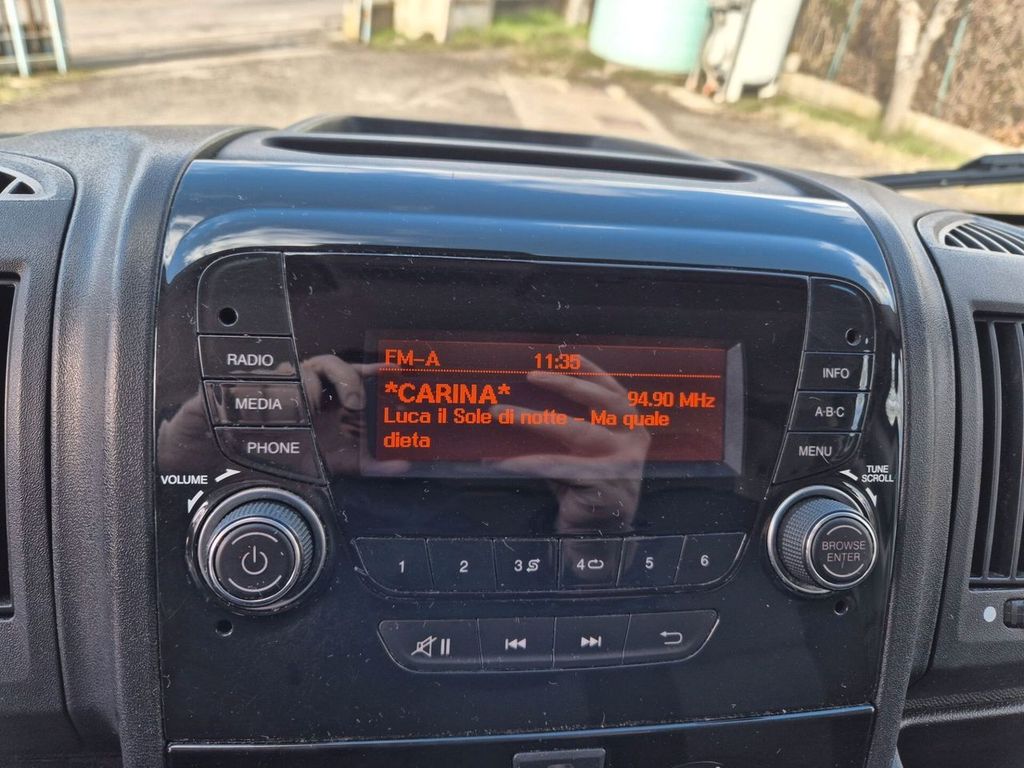 FM-A 11:35
*CARINA* 94.90 MHz
Luca il Sole di notte - Ma quale
dieta
RADIO
MEDIA
PHONE
VOLUME
INFO
A·B·C
MENU
TUNE
SCROLL
BROWSE
ENTER
1 2 3 4 5 6